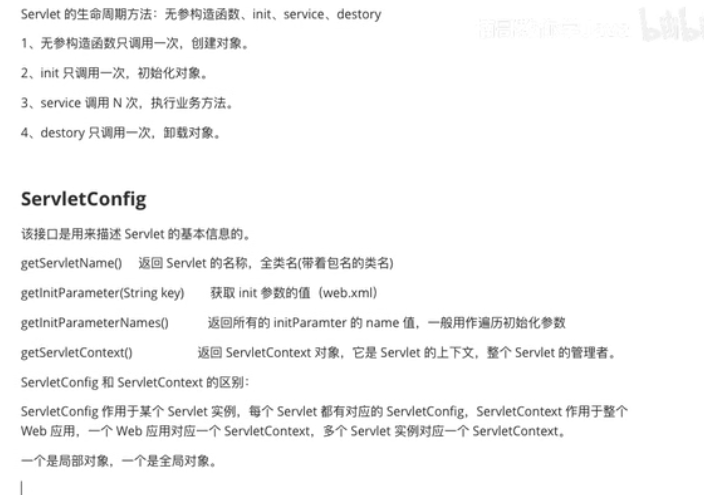 Servlet 的生命周期方法：无参构造函数、init、service、destory
1、无参构造函数只调用一次，创建对象。
2、init 只调用一次，初始化对象。
3、service 调用 N 次，执行业务方法。
4、destory 只调用一次，卸载对象。
ServletConfig
该接口是用来描述 Servlet 的基本信息的。
getServletName() 返回 Servlet 的名称，全类名(带着包名的类名)
getInitParameter(String key) 获取 init 参数的值（web.xml）
getInitParameterNames() 返回所有的 initParamter 的 name 值，一般用作遍历初始化参数
getServletContext() 返回 ServletContext 对象，它是 Servlet 的上下文，整个 Servlet 的管理者。
ServletConfig 和 ServletContext 的区别：
ServletConfig 作用于某个 Servlet 实例，每个 Servlet 都有对应的 ServletConfig，ServletContext 作用于整个
Web 应用，一个 Web 应用对应一个 ServletContext，多个 Servlet 实例对应一个 ServletContext。
一个是局部对象，一个是全局对象。